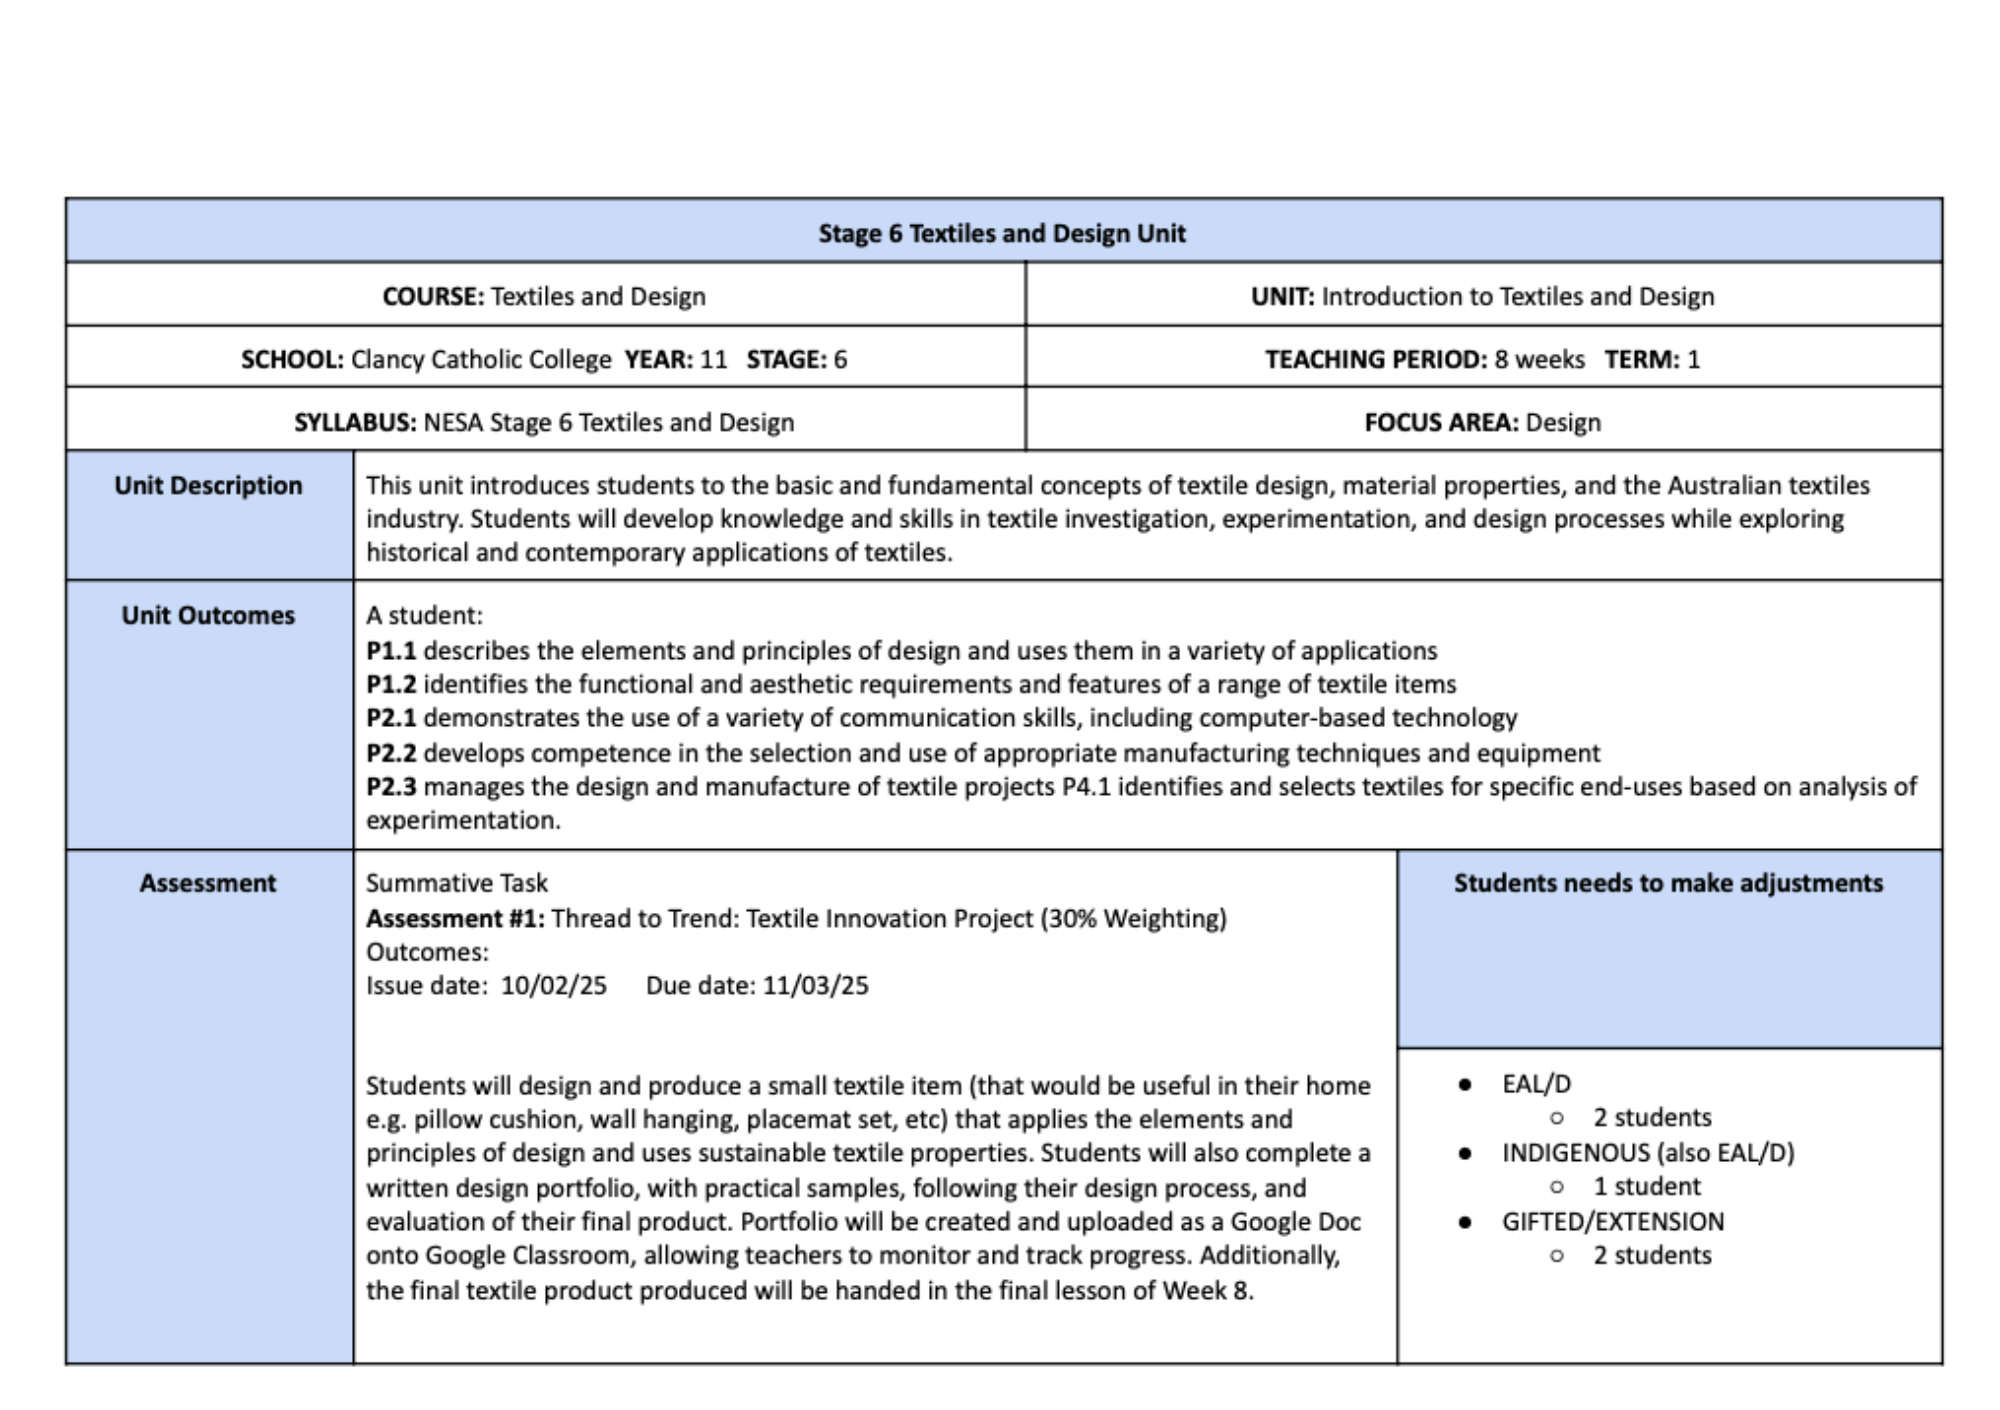 Stage 6 Textiles and Design Unit
COURSE: Textiles and Design
UNIT: Introduction to Textiles and Design
SCHOOL: Clancy Catholic College YEAR: 11 STAGE: 6
TEACHING PERIOD: 8 weeks TERM: 1
SYLLABUS: NESA Stage 6 Textiles and Design
FOCUS AREA: Design
Unit Description
This unit introduces students to the basic and fundamental concepts of textile design, material properties, and the Australian textiles
industry. Students will develop knowledge and skills in textile investigation, experimentation, and design processes while exploring
historical and contemporary applications of textiles.
Unit Outcomes
A student:
P1.1 describes the elements and principles of design and uses them in a variety of applications
P1.2 identifies the functional and aesthetic requirements and features of a range of textile items
P2.1 demonstrates the use of a variety of communication skills, including computer-based technology
P2.2 develops competence in the selection and use of appropriate manufacturing techniques and equipment
P2.3 manages the design and manufacture of textile projects P4.1 identifies and selects textiles for specific end-uses based on analysis of
experimentation.
Assessment
Summative Task
Assessment #1: Thread to Trend: Textile Innovation Project (30% Weighting)
Outcomes:
Issue date: 10/02/25 Due date: 11/03/25
Students will design and produce a small textile item (that would be useful in their home
e.g. pillow cushion, wall hanging, placemat set, etc) that applies the elements and
principles of design and uses sustainable textile properties. Students will also complete a
written design portfolio, with practical samples, following their design process, and
evaluation of their final product. Portfolio will be created and uploaded as a Google Doc
onto Google Classroom, allowing teachers to monitor and track progress. Additionally,
the final textile product produced will be handed in the final lesson of Week 8.
Students needs to make adjustments
● EAL/D
○ 2 students
● INDIGENOUS (also EAL/D)
○ 1 student
● GIFTED/EXTENSION
○ 2 students